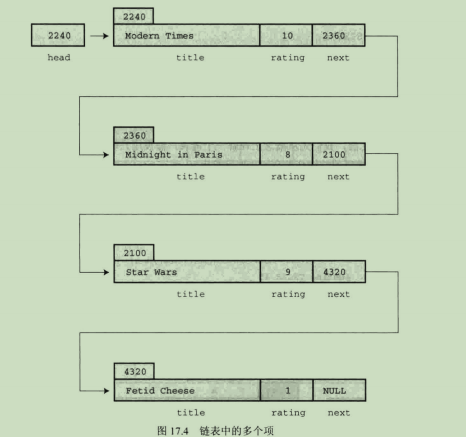 2240
2240
Modern Times 10 2360
head title rating next
2360
Midnight in Paris 8 2100
title rating next
2100
Star Wars 9 4320
title rating next
4320
Fetid Cheese 1 NULL
title rating next
图 17.4 链表中的多个项